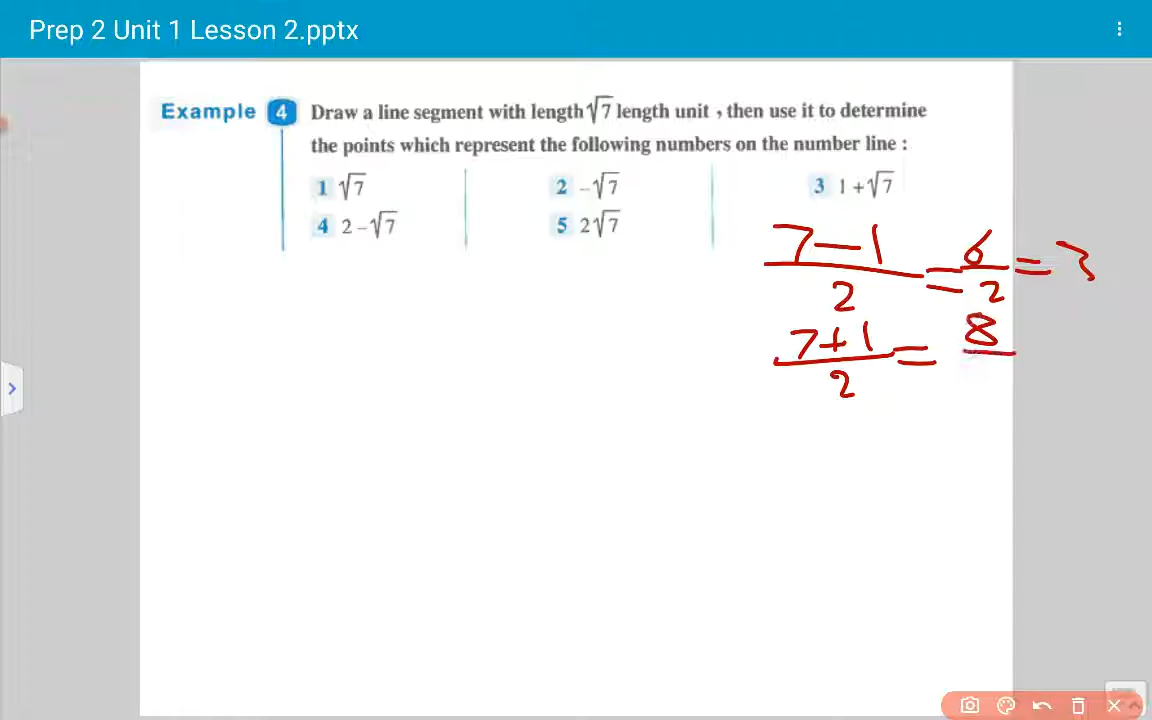 Prep 2 Unit 1 Lesson 2.pptx
Example 4 Draw a line segment with length √7 length unit , then use it to determine
the points which represent the following numbers on the number line :
1 √7 2 -√7 3 1 + √7
4 2 - √7 5 2√7
7 - 1 / 2 = 6 / 2 = 3
7 + 1 / 2 = 8